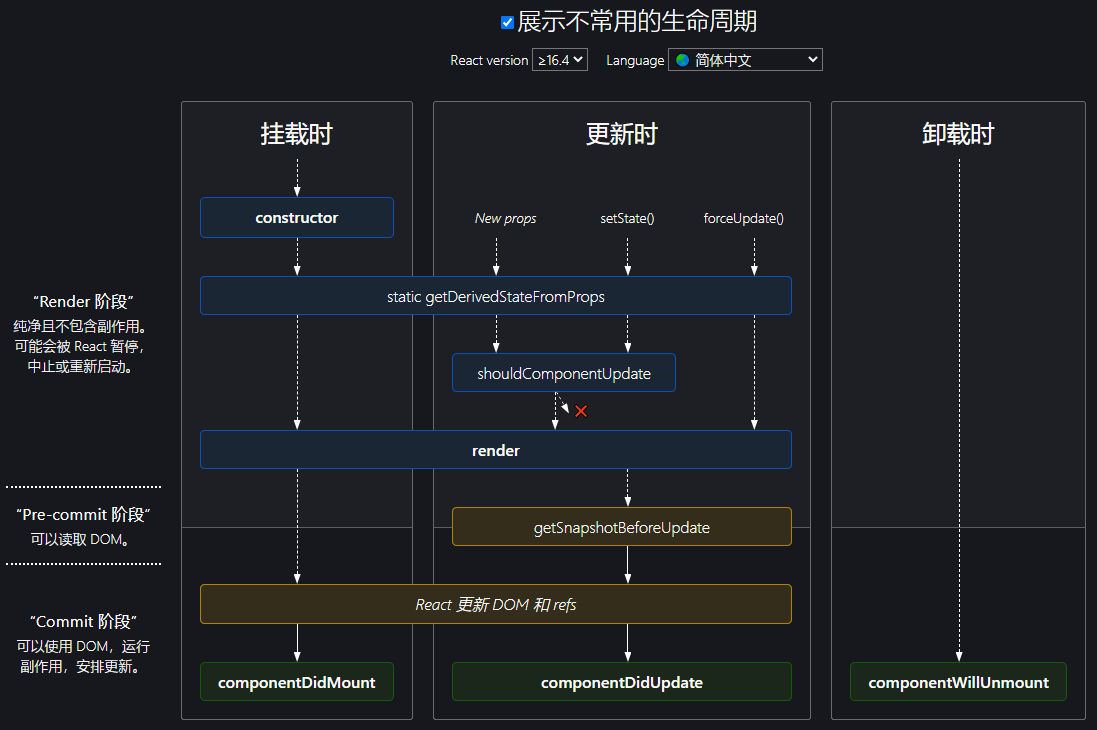 展示不常用的生命周期
React version ≥16.4 Language 简体中文
挂载时
更新时
卸载时
constructor
New props
setState()
forceUpdate()
“Render 阶段”
纯净且不包含副作用。
可能会被 React 暂停，
中止或重新启动。
static getDerivedStateFromProps
shouldComponentUpdate
render
“Pre-commit 阶段”
可以读取 DOM。
getSnapshotBeforeUpdate
“Commit 阶段”
可以使用 DOM，运行
副作用，安排更新。
React 更新 DOM 和 refs
componentDidMount
componentDidUpdate
componentWillUnmount